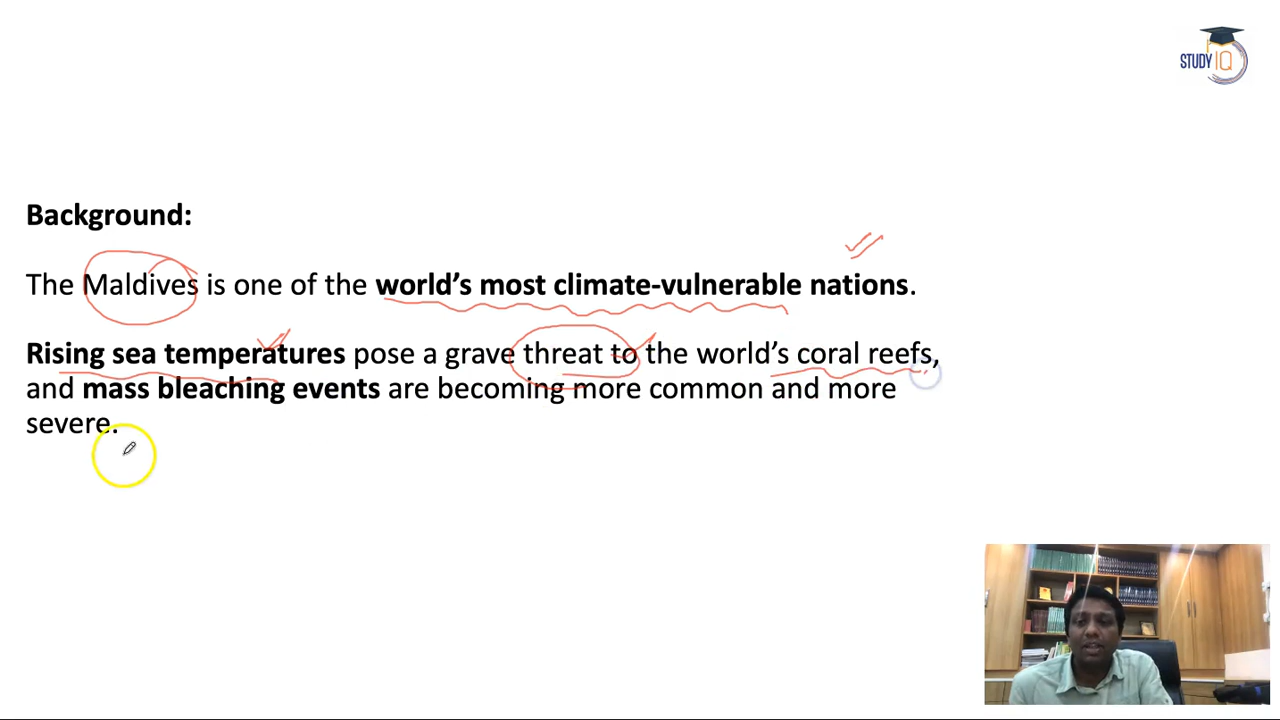 STUDY IQ
Background:
The Maldives is one of the world’s most climate-vulnerable nations.
Rising sea temperatures pose a grave threat to the world’s coral reefs,
and mass bleaching events are becoming more common and more
severe.